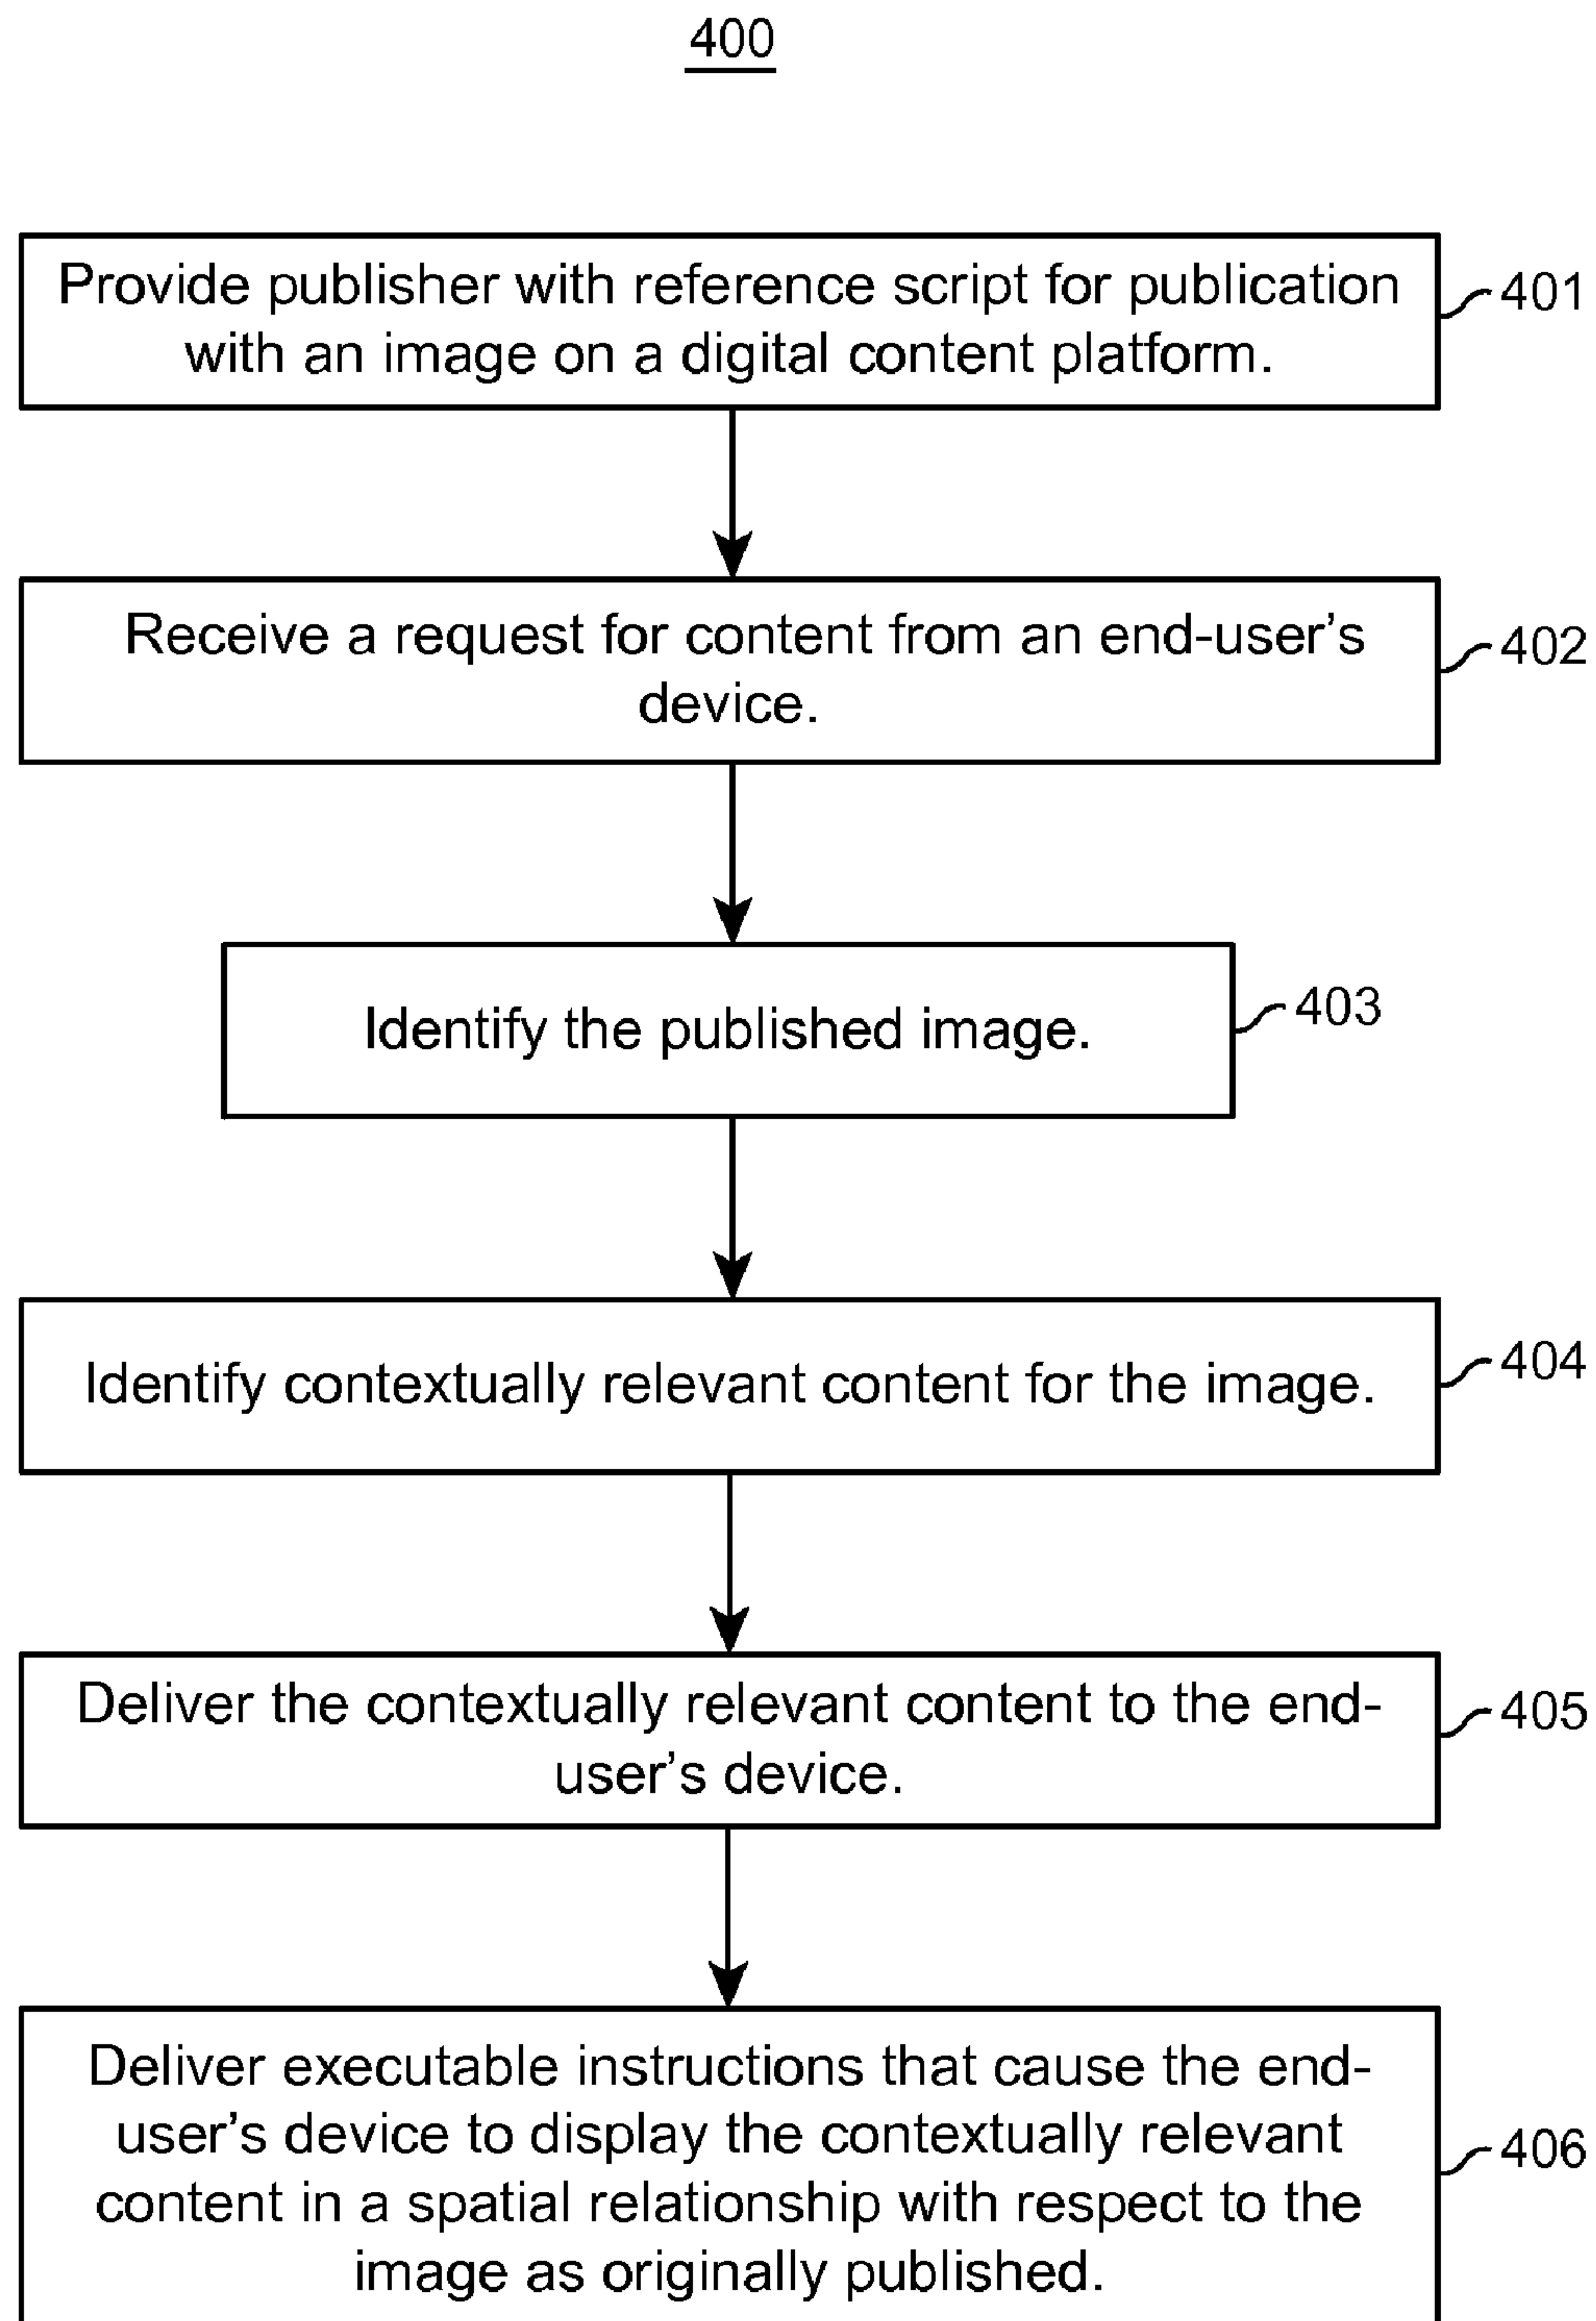 400
Provide publisher with reference script for publication
with an image on a digital content platform.
401
Receive a request for content from an end-user’s
device.
402
Identify the published image.
403
Identify contextually relevant content for the image.
404
Deliver the contextually relevant content to the end-
user’s device.
405
Deliver executable instructions that cause the end-
user’s device to display the contextually relevant
content in a spatial relationship with respect to the
image as originally published.
406